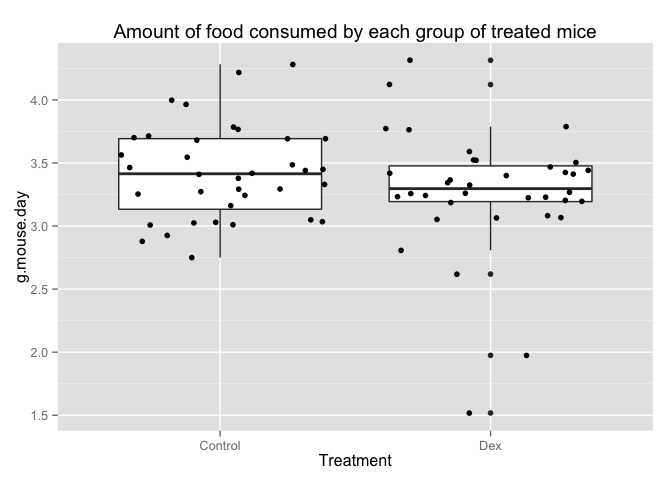 Amount of food consumed by each group of treated mice
g.mouse.day
4.0
3.5
3.0
2.5
2.0
1.5
Control
Dex
Treatment